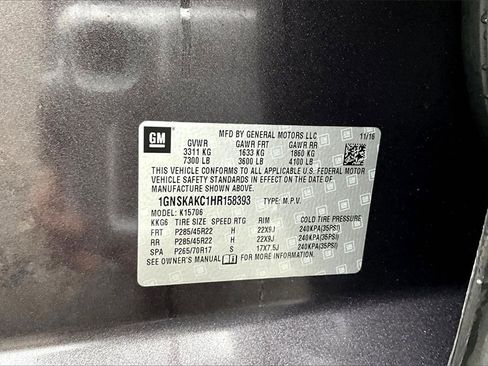 GM
MFD BY GENERAL MOTORS LLC 11/16
GVWR GAWR FRT GAWR RR
3311 KG 1633 KG 1860 KG
7300 LB 3600 LB 4100 LB
THIS VEHICLE CONFORMS TO ALL APPLICABLE U.S. FEDERAL MOTOR
VEHICLE SAFETY STANDARDS IN EFFECT ON THE DATE OF
MANUFACTURE SHOWN ABOVE.
1GNSKAKC1HR158393 TYPE: M.P.V.
MODEL: K15706
KKG6 TIRE SIZE SPEED RTG RIM COLD TIRE PRESSURE
FRT P285/45R22 H 22X9J 240KPA(35PSI)
RR P285/45R22 H 22X9J 240KPA(35PSI)
SPA P265/70R17 S 17X7.5J 240KPA(35PSI)
SEE OWNER'S MANUAL